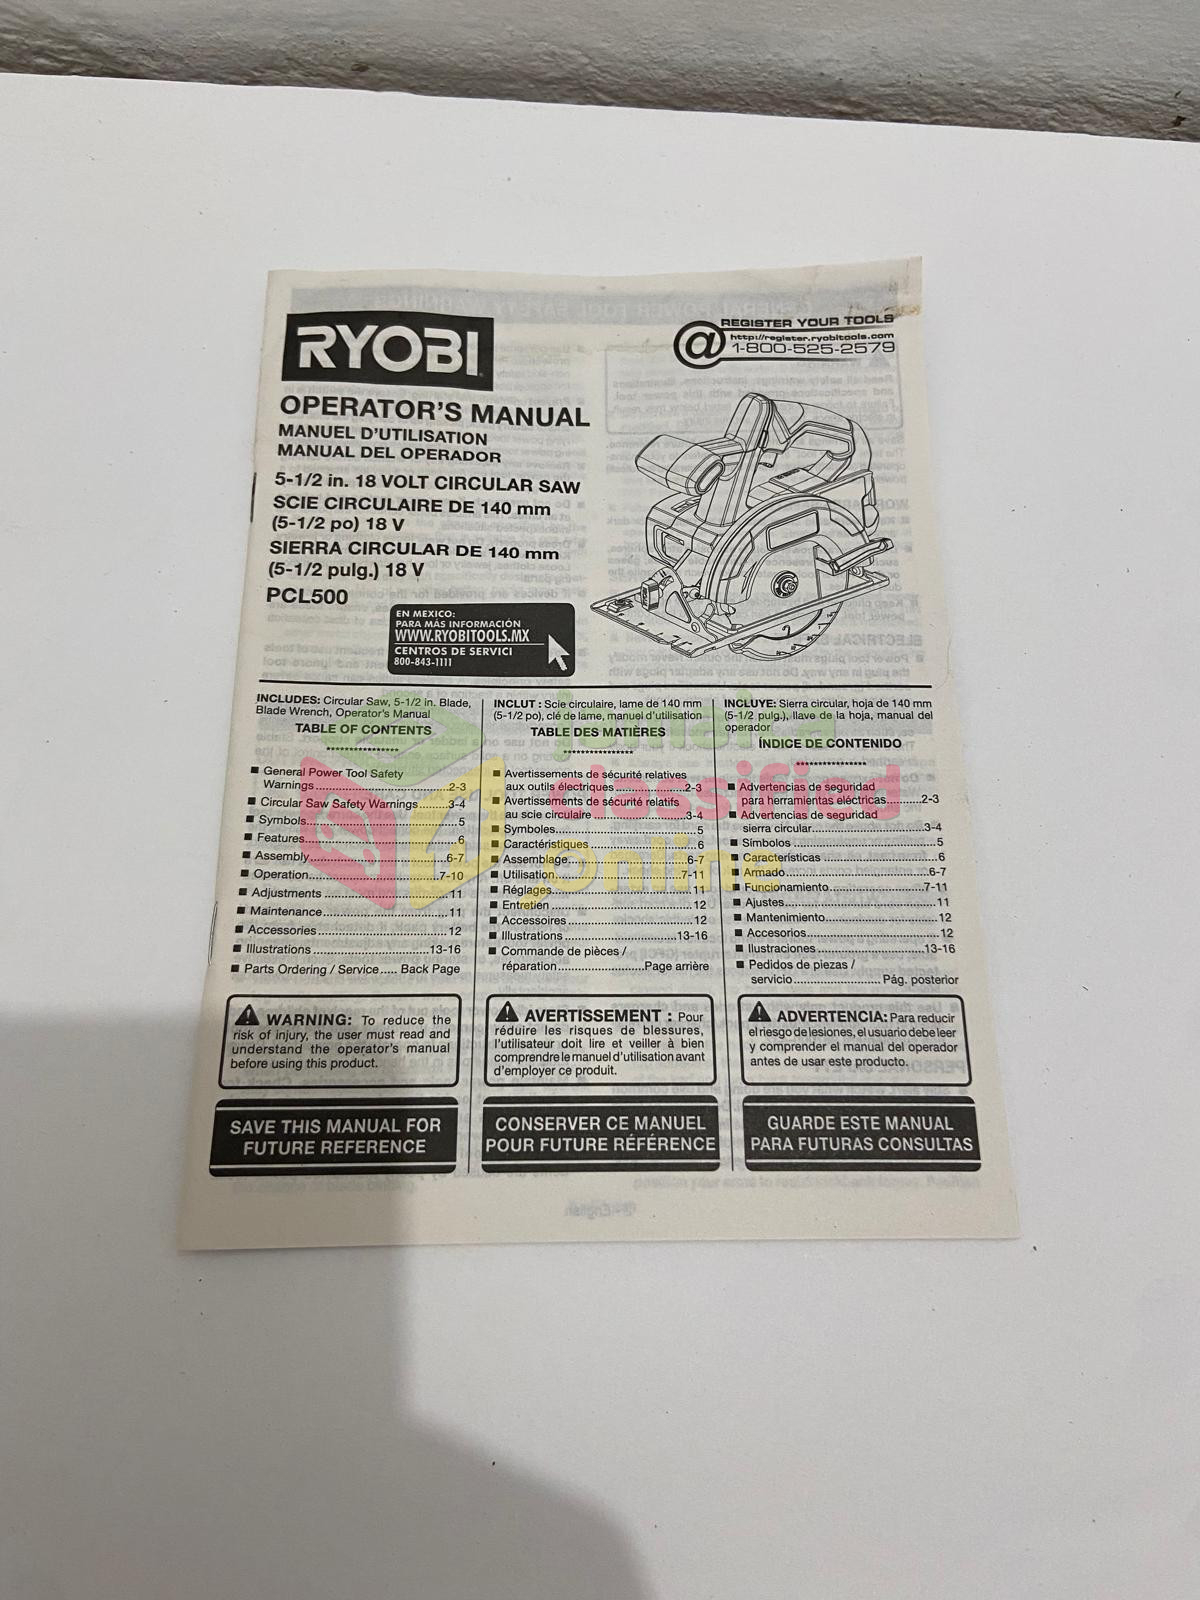 RYOBI
REGISTER YOUR TOOLS
http://register.ryobitools.com
1-800-525-2579
OPERATOR'S MANUAL
MANUEL D'UTILISATION
MANUAL DEL OPERADOR
5-1/2 in. 18 VOLT CIRCULAR SAW
SCIE CIRCULAIRE DE 140 mm
(5-1/2 po) 18 V
SIERRA CIRCULAR DE 140 mm
(5-1/2 pulg.) 18 V
PCL500
EN MEXICO:
PARA MÁS INFORMACIÓN
WWW.RYOBITOOLS.MX
CENTROS DE SERVICI
800-843-1111
INCLUDES: Circular Saw, 5-1/2 in. Blade,
Blade Wrench, Operator's Manual
TABLE OF CONTENTS
****************
■ General Power Tool Safety
Warnings....................................2-3
■ Circular Saw Safety Warnings.........3-4
■ Symbols............................................5
■ Features............................................6
■ Assembly.......................................6-7
■ Operation.....................................7-10
■ Adjustments ....................................11
■ Maintenance....................................11
■ Accessories.....................................12
■ Illustrations.................................13-16
■ Parts Ordering / Service..... Back Page
INCLUT : Scie circulaire, lame de 140 mm
(5-1/2 po), clé de lame, manuel d'utilisation
TABLE DES MATIÈRES
****************
■ Avertissements de sécurité relatives
aux outils électriques .....................2-3
■ Avertissements de sécurité relatifs
au scie circulaire ............................3-4
■ Symboles...........................................5
■ Caractéristiques ................................6
■ Assemblage....................................6-7
■ Utilisation......................................7-11
■ Réglages..........................................11
■ Entretien ..........................................12
■ Accessoires......................................12
■ Illustrations .................................13-16
■ Commande de pièces /
réparation..........................Page arrière
INCLUYE: Sierra circular, hoja de 140 mm
(5-1/2 pulg.), llave de la hoja, manual del
operador
ÍNDICE DE CONTENIDO
****************
■ Advertencias de seguridad
para herramientas eléctricas...........2-3
■ Advertencias de seguridad
sierra circular..................................3-4
■ Símbolos ...........................................5
■ Características ...................................6
■ Armado..........................................6-7
■ Funcionamiento............................7-11
■ Ajustes.............................................11
■ Mantenimiento.................................12
■ Accesorios.......................................12
■ Ilustraciones ................................13-16
■ Pedidos de piezas /
servicio.......................... Pág. posterior
jamaica
classified
online
WARNING: To reduce the
risk of injury, the user must read and
understand the operator's manual
before using this product.
AVERTISSEMENT : Pour
réduire les risques de blessures,
l'utilisateur doit lire et veiller à bien
comprendre le manuel d'utilisation avant
d'employer ce produit.
ADVERTENCIA: Para reducir
el riesgo de lesiones, el usuario debe leer
y comprender el manual del operador
antes de usar este producto.
SAVE THIS MANUAL FOR
FUTURE REFERENCE
CONSERVER CE MANUEL
POUR FUTURE RÉFÉRENCE
GUARDE ESTE MANUAL
PARA FUTURAS CONSULTAS